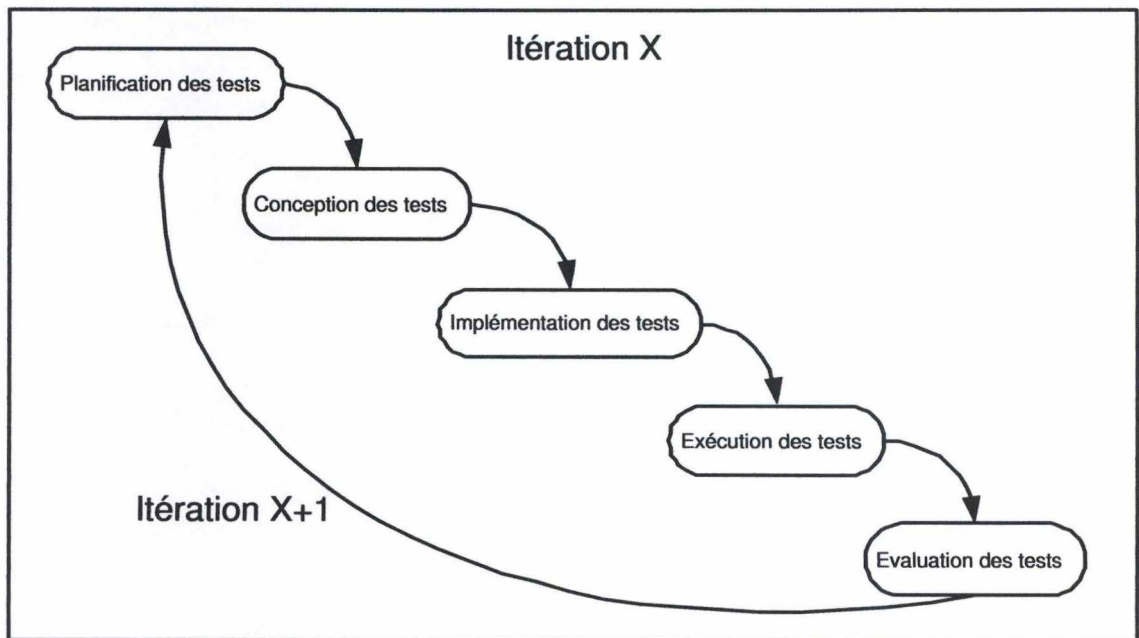 Itération X
Planification des tests
Conception des tests
Implémentation des tests
Exécution des tests
Itération X+1
Evaluation des tests